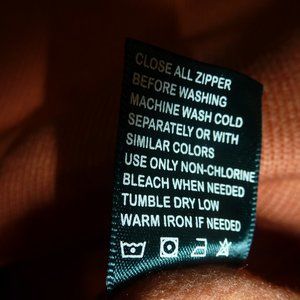 CLOSE ALL ZIPPER
BEFORE WASHING
MACHINE WASH COLD
SEPARATELY OR WITH
SIMILAR COLORS
USE ONLY NON-CHLORINE
BLEACH WHEN NEEDED
TUMBLE DRY LOW
WARM IRON IF NEEDED